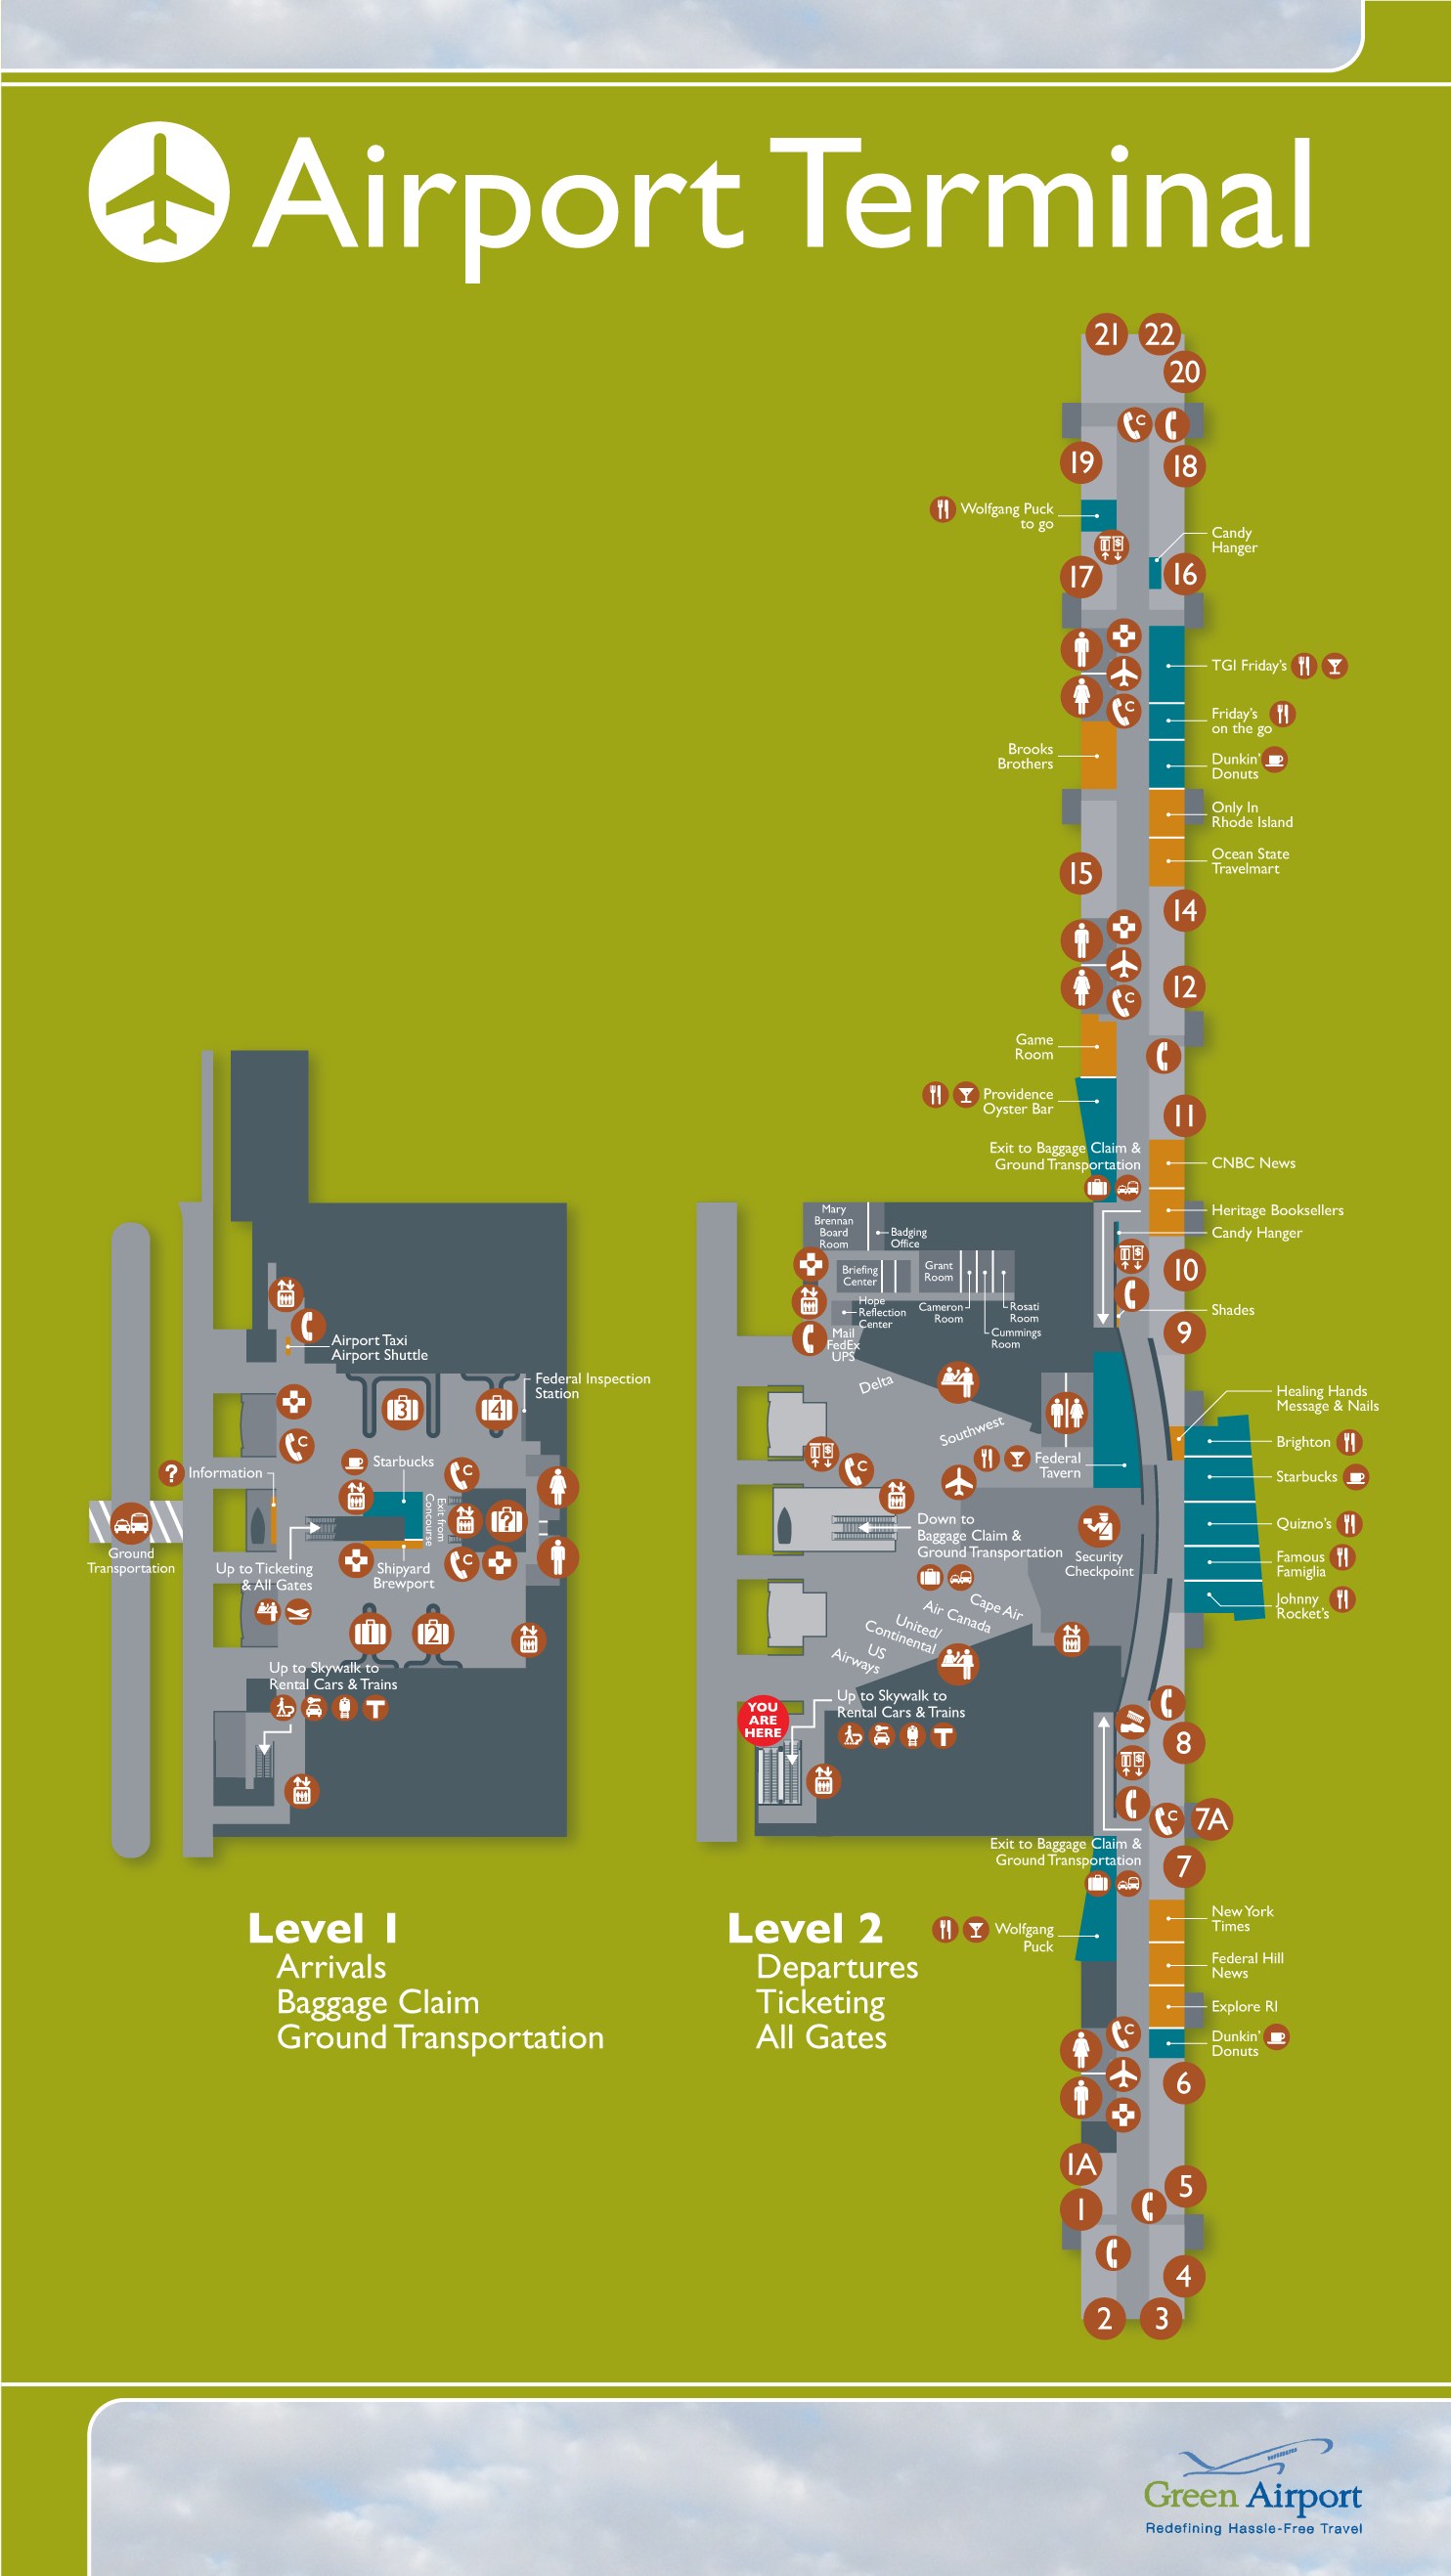 Airport Terminal
21
22
20
C
19
18
Wolfgang Puck
to go
Candy
Hanger
$
17
16
TGI Friday's
C
Friday's
on the go
Brooks
Brothers
Dunkin'
Donuts
Only In
Rhode Island
Ocean State
Travelmart
15
14
12
C
Game
Room
Providence
Oyster Bar
11
Exit to Baggage Claim &
Ground Transportation
CNBC News
Heritage Booksellers
Candy Hanger
$
10
Shades
9
Mary
Brennan
Board
Room
Badging
Office
Briefing
Center
Grant
Room
Hope
Reflection
Center
Cameron
Room
Rosati
Room
Cummings
Room
Mail
FedEx
UPS
Delta
Southwest
Federal
Tavern
Healing Hands
Message & Nails
Brighton
Starbucks
Quizno's
Famous
Famiglia
Johnny
Rocket's
$
C
Down to
Baggage Claim &
Ground Transportation
Security
Checkpoint
Cape Air
Air Canada
United/
Continental
US
Airways
YOU
ARE
HERE
Up to Skywalk to
Rental Cars & Trains
T
8
$
C
7A
Exit to Baggage Claim &
Ground Transportation
7
Wolfgang
Puck
New York
Times
Federal Hill
News
Explore RI
Dunkin'
Donuts
C
6
1A
5
1
4
2
3
Airport Taxi
Airport Shuttle
Federal Inspection
Station
3
4
C
? Information
Starbucks
C
Exit from
Concourse
?
Ground
Transportation
Up to Ticketing
& All Gates
Shipyard
Brewport
C
1
2
Up to Skywalk to
Rental Cars & Trains
T
Level 1
Arrivals
Baggage Claim
Ground Transportation
Level 2
Departures
Ticketing
All Gates
Green Airport
Redefining Hassle-Free Travel